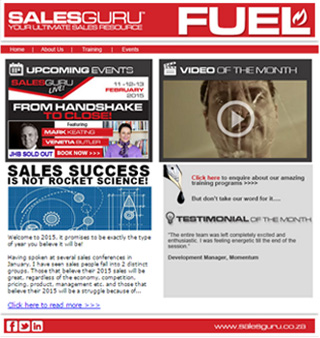 SALESGURU
YOUR ULTIMATE SALES RESOURCE
FUEL
Home | About Us | Training | Events
UPCOMING EVENTS
SALESGURU
LIVE!
11-12-13
FEBRUARY
2015
FROM HANDSHAKE
TO CLOSE!
Featuring
MARK KEATING
VENETIA BUTLER
JHB SOLD OUT
BOOK NOW >>>
SALES SUCCESS
IS NOT ROCKET SCIENCE!
Welcome to 2015. It promises to be exactly the type of
year you believe it will be!
Having spoken at several sales conferences in
January, I have seen sales people fall into 2 distinct
groups. Those that believe their 2015 sales will be
great, regardless of the economy, competition,
pricing, product, management etc. and those that
believe their 2015 will be a struggle because of...
Click here to read more >>>
VIDEO OF THE MONTH
Click here to enquire about our amazing
training programs >>>>
But don't take our word for it....
TESTIMONIAL OF THE MONTH
"The entire team was left completely excited and
enthusiastic. I was feeling energetic till the end of the
session."
Development Manager, Momentum
www.salesguru.co.za